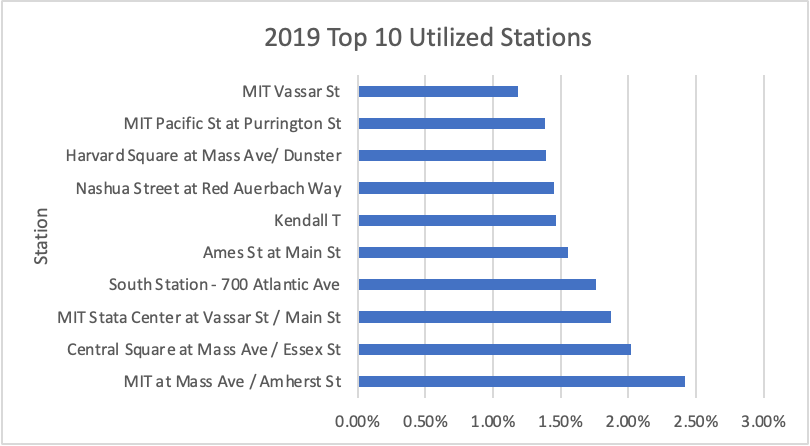 2019 Top 10 Utilized Stations
Station
MIT Vassar St
MIT Pacific St at Purrington St
Harvard Square at Mass Ave/ Dunster
Nashua Street at Red Auerbach Way
Kendall T
Ames St at Main St
South Station - 700 Atlantic Ave
MIT Stata Center at Vassar St / Main St
Central Square at Mass Ave / Essex St
MIT at Mass Ave / Amherst St
0.00% 0.50% 1.00% 1.50% 2.00% 2.50% 3.00%